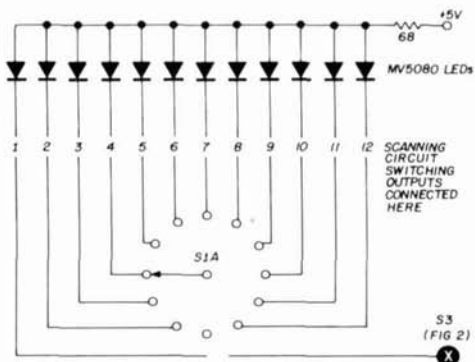 +5V
68
MV5080 LEDs
1 2 3 4 5 6 7 8 9 10 11 12
SCANNING
CIRCUIT
SWITCHING
OUTPUTS
CONNECTED
HERE
S1A
S3
(FIG 2)
X